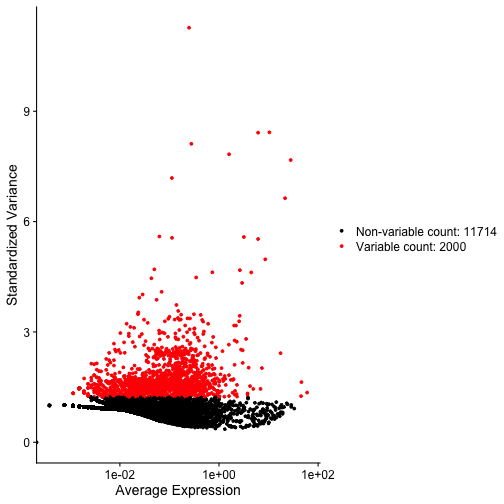 9
6
3
0
Standardized Variance
1e-02
1e+00
1e+02
Average Expression
Non-variable count: 11714
Variable count: 2000